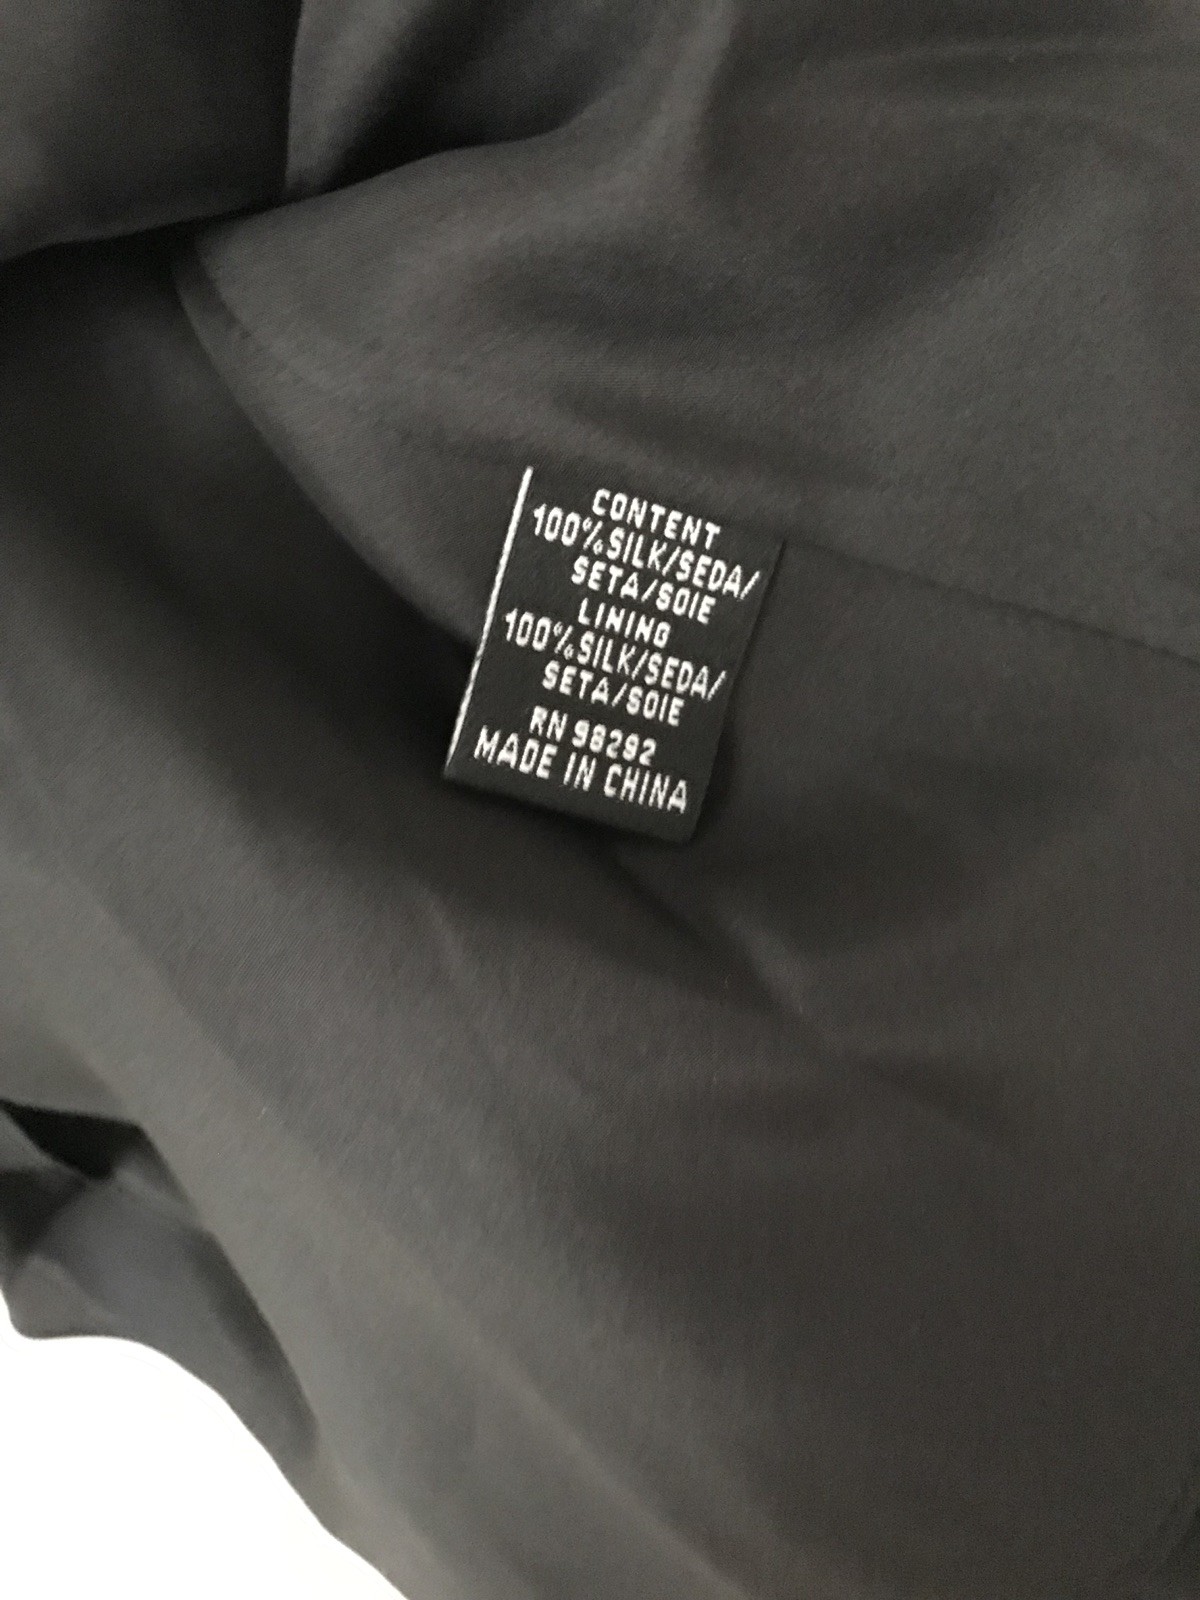 CONTENT
100%SILK/SEDA/
SETA/SOIE
LINING
100%SILK/SEDA/
SETA/SOIE
RN 98292
MADE IN CHINA